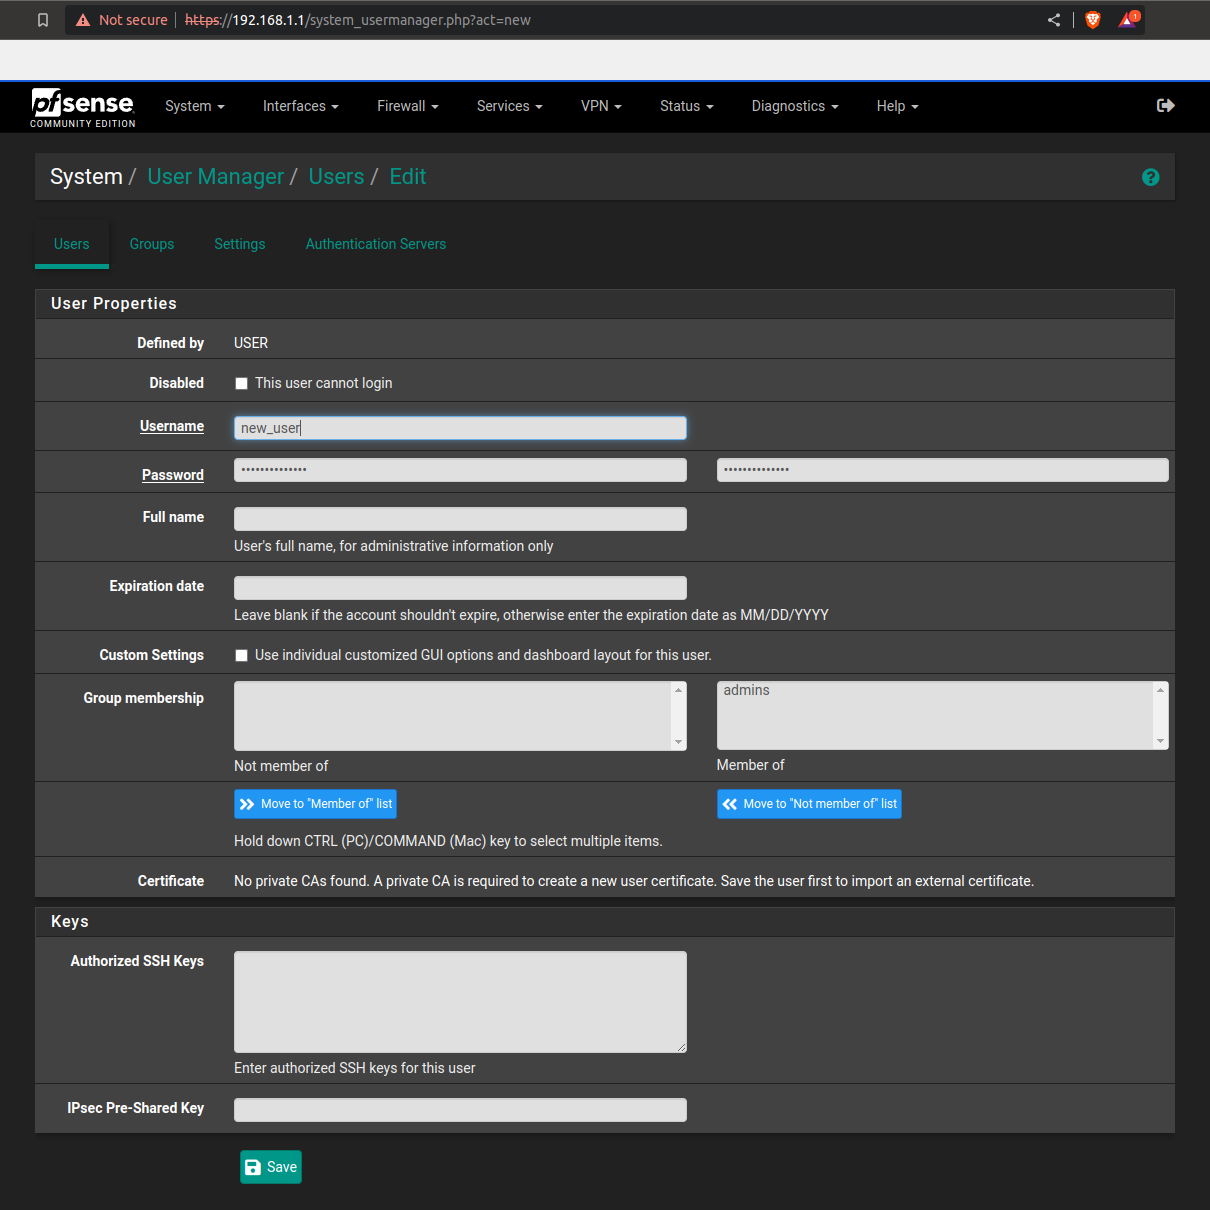 Not secure https://192.168.1.1/system_usermanager.php?act=new 1
pfsense System Interfaces Firewall Services VPN Status Diagnostics Help
COMMUNITY EDITION
System / User Manager / Users / Edit ?
Users Groups Settings Authentication Servers
User Properties
Defined by USER
Disabled This user cannot login
Username new_user
Password •••••••••••••• ••••••••••••••
Full name
User's full name, for administrative information only
Expiration date
Leave blank if the account shouldn't expire, otherwise enter the expiration date as MM/DD/YYYY
Custom Settings Use individual customized GUI options and dashboard layout for this user.
Group membership admins
Not member of Member of
Move to "Member of" list Move to "Not member of" list
Hold down CTRL (PC)/COMMAND (Mac) key to select multiple items.
Certificate No private CAs found. A private CA is required to create a new user certificate. Save the user first to import an external certificate.
Keys
Authorized SSH Keys
Enter authorized SSH keys for this user
IPsec Pre-Shared Key
Save